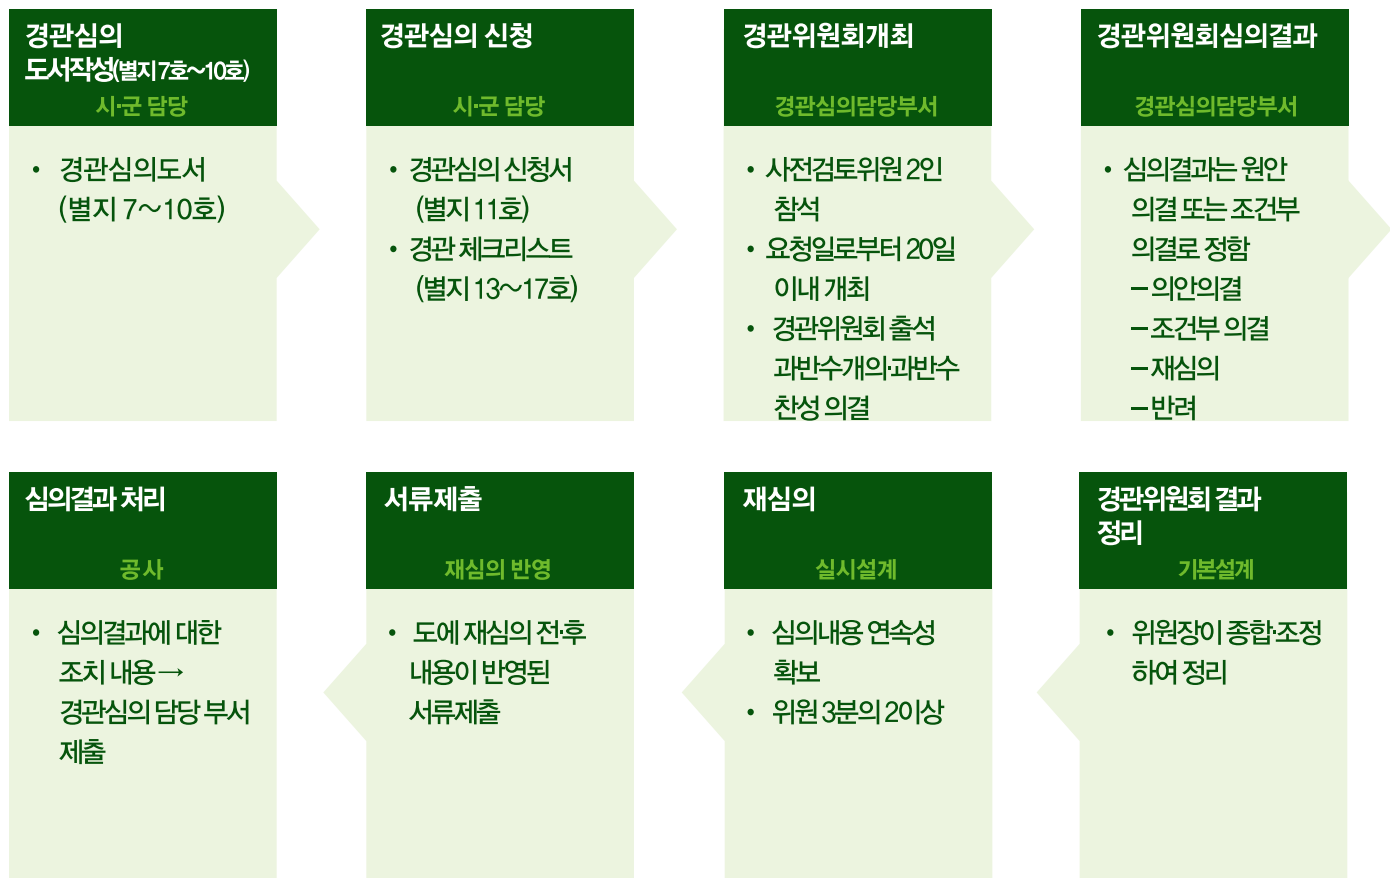 경관심의
도서작성(별지 7호~10호)
시·군 담당
• 경관심의도서
(별지 7~10호)
경관심의 신청
시·군 담당
• 경관심의 신청서
(별지 11호)
• 경관 체크리스트
(별지 13~17호)
경관위원회개최
경관심의담당부서
• 사전검토위원 2인
참석
• 요청일로부터 20일
이내 개최
• 경관위원회 출석
과반수개의·과반수
찬성 의결
경관위원회심의결과
경관심의담당부서
• 심의결과는 원안
의결 또는 조건부
의결로 정함
– 의안의결
– 조건부 의결
– 재심의
– 반려
경관위원회 결과
정리
기본설계
• 위원장이 종합·조정
하여 정리
재심의
실시설계
• 심의내용 연속성
확보
• 위원 3분의 2이상
서류제출
재심의 반영
• 도에 재심의 전·후
내용이 반영된
서류제출
심의결과 처리
공사
• 심의결과에 대한
조치 내용→
경관심의 담당 부서
제출